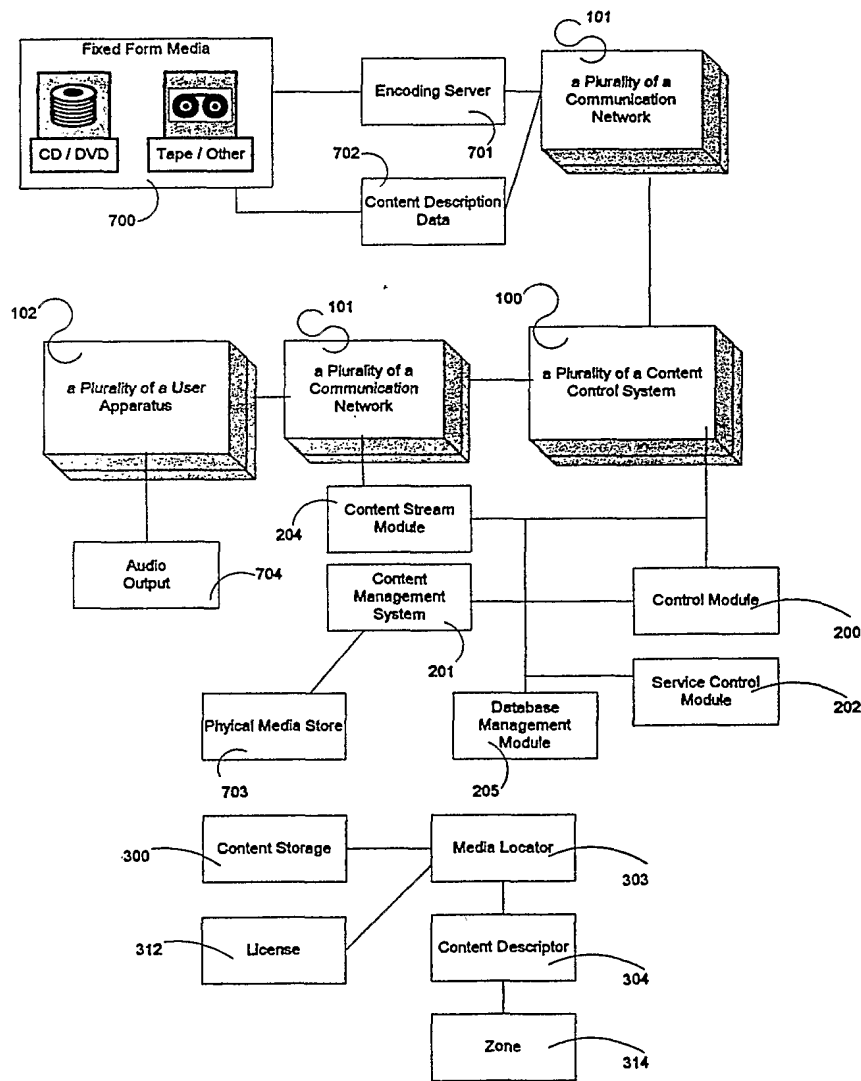 101
Fixed Form Media
CD / DVD
Tape / Other
700
Encoding Server
701
702
Content Description
Data
a Plurality of a
Communication
Network
102
a Plurality of a User
Apparatus
101
a Plurality of a
Communication
Network
100
a Plurality of a Content
Control System
204
Content Stream
Module
Audio
Output
704
Content
Management
System
201
Control Module
200
Service Control
Module
202
Phyical Media Store
703
Database
Management
Module
205
300
Content Storage
Media Locator
303
312
License
Content Descriptor
304
Zone
314